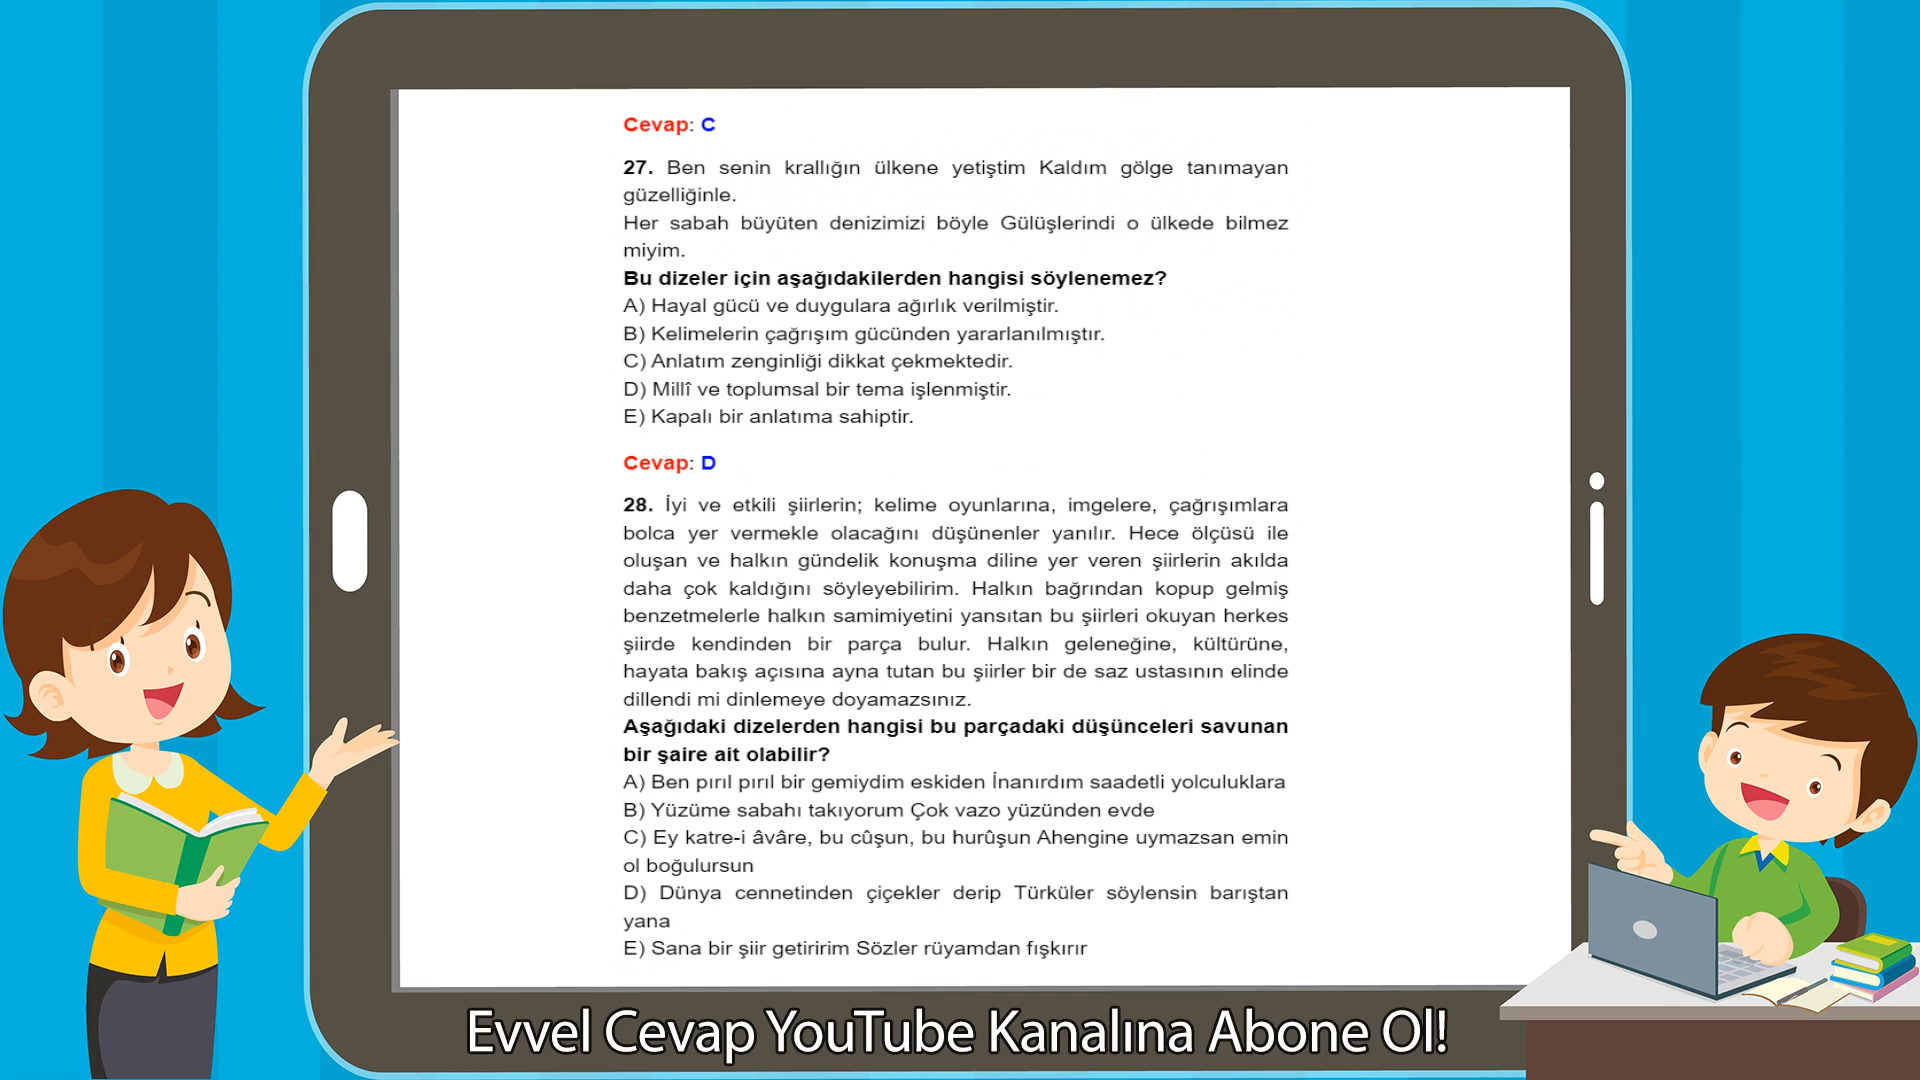 Cevap: C
27. Ben senin krallığın ülkene yetiştim Kaldım gölge tanımayan
güzelliğinle.
Her sabah büyüten denizimizi böyle Gülüşlerindi o ülkede bilmez
miyim.
Bu dizeler için aşağıdakilerden hangisi söylenemez?
A) Hayal gücü ve duygulara ağırlık verilmiştir.
B) Kelimelerin çağrışım gücünden yararlanılmıştır.
C) Anlatım zenginliği dikkat çekmektedir.
D) Millî ve toplumsal bir tema işlenmiştir.
E) Kapalı bir anlatıma sahiptir.
Cevap: D
28. İyi ve etkili şiirlerin; kelime oyunlarına, imgelere, çağrışımlara
bolca yer vermekle olacağını düşünenler yanılır. Hece ölçüsü ile
oluşan ve halkın gündelik konuşma diline yer veren şiirlerin akılda
daha çok kaldığını söyleyebilirim. Halkın bağrından kopup gelmiş
benzetmelerle halkın samimiyetini yansıtan bu şiirleri okuyan herkes
şiirde kendinden bir parça bulur. Halkın geleneğine, kültürüne,
hayata bakış açısına ayna tutan bu şiirler bir de saz ustasının elinde
dillendi mi dinlemeye doyamazsınız.
Aşağıdaki dizelerden hangisi bu parçadaki düşünceleri savunan
bir şaire ait olabilir?
A) Ben pırıl pırıl bir gemiydim eskiden İnanırdım saadetli yolculuklara
B) Yüzüme sabahı takıyorum Çok vazo yüzünden evde
C) Ey katre-i âvâre, bu cûşun, bu hurûşun Ahengine uymazsan emin
ol boğulursun
D) Dünya cennetinden çiçekler derip Türküler söylensin barıştan
yana
E) Sana bir şiir getiririm Sözler rüyamdan fışkırır
Evvel Cevap YouTube Kanalına Abone Ol!